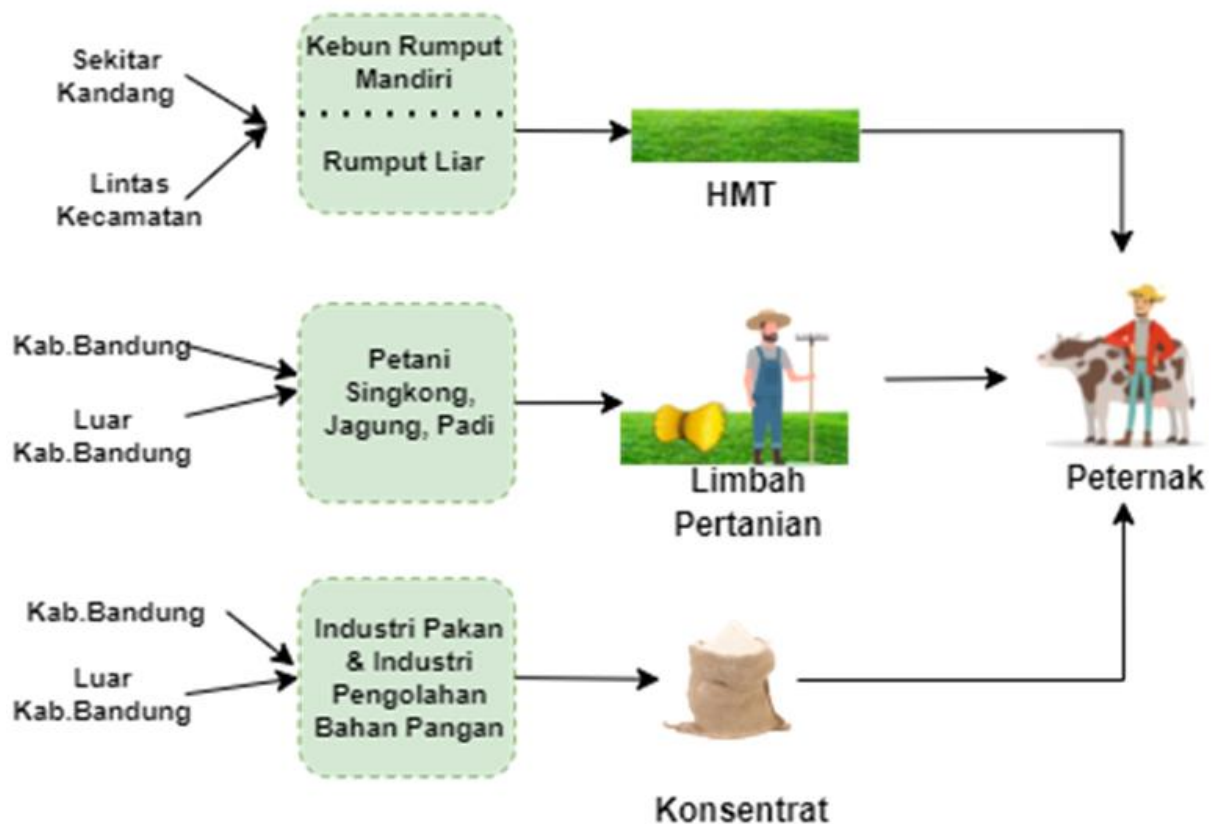 Sekitar
Kandang
Lintas
Kecamatan
Kebun Rumput
Mandiri
Rumput Liar
HMT
Kab.Bandung
Luar
Kab.Bandung
Petani
Singkong,
Jagung, Padi
Limbah
Pertanian
Peternak
Kab.Bandung
Luar
Kab.Bandung
Industri Pakan
& Industri
Pengolahan
Bahan Pangan
Konsentrat